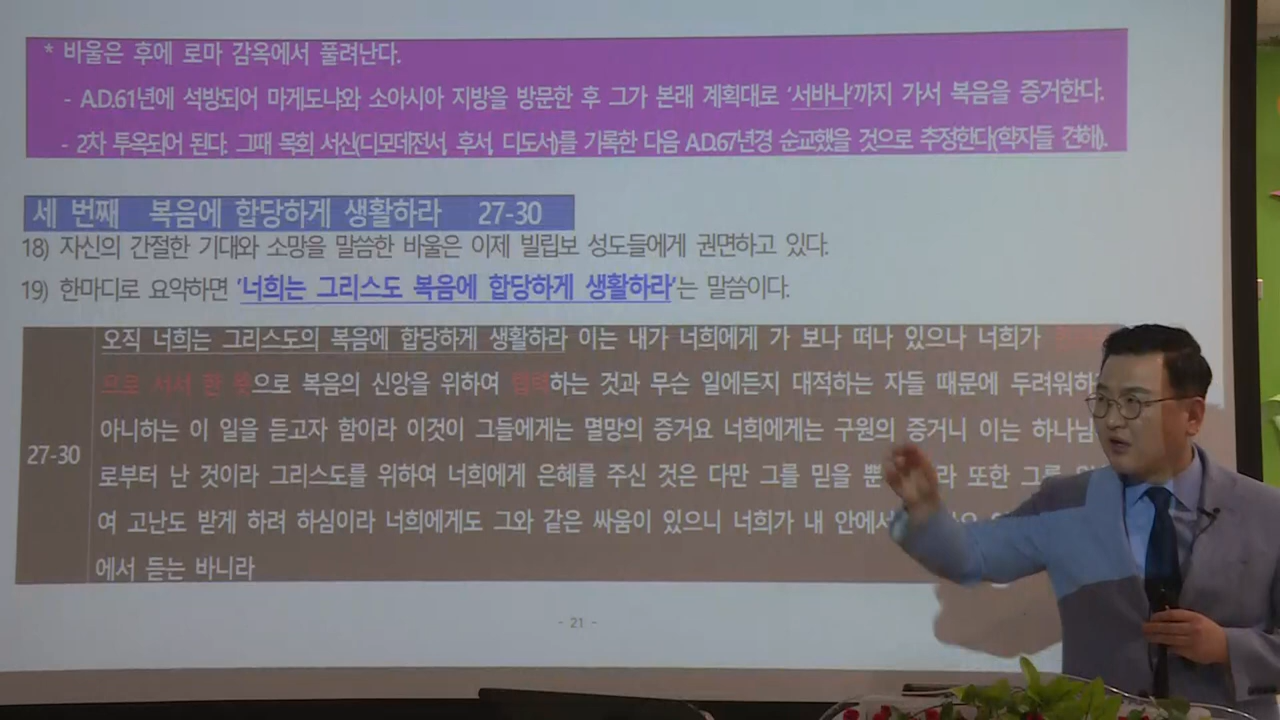 * 바울은 후에 로마 감옥에서 풀려난다.
- A.D.61년에 석방되어 마게도냐와 소아시아 지방을 방문한 후 그가 본래 계획대로 '서바나'까지 가서 복음을 증거한다.
- 2차 투옥되어 된다. 그때 목회 서신(디모데전서, 후서, 디도서)를 기록한 다음 A.D.67년경 순교했을 것으로 추정한다(학자들 견해).
세 번째 복음에 합당하게 생활하라 27-30
18) 자신의 간절한 기대와 소망을 말씀한 바울은 이제 빌립보 성도들에게 권면하고 있다.
19) 한마디로 요약하면 '너희는 그리스도 복음에 합당하게 생활하라'는 말씀이다.
오직 너희는 그리스도의 복음에 합당하게 생활하라 이는 내가 너희에게 가 보나 떠나 있으나 너희가
으로 서서 한 뜻으로 복음의 신앙을 위하여 협력하는 것과 무슨 일에든지 대적하는 자들 때문에 두려워하
아니하는 이 일을 듣고자 함이라 이것이 그들에게는 멸망의 증거요 너희에게는 구원의 증거니 이는 하나님
27-30
로부터 난 것이라 그리스도를 위하여 너희에게 은혜를 주신 것은 다만 그를 믿을 뿐 라 또한 그를
여 고난도 받게 하려 하심이라 너희에게도 그와 같은 싸움이 있으니 너희가 내 안에서
에서 듣는 바니라
- 21 -